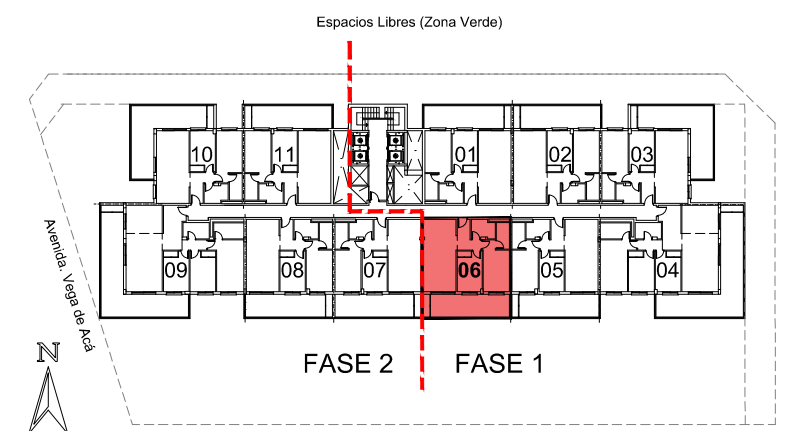 Espacios Libres (Zona Verde)
10
11
01
02
03
09
08
07
06
05
04
Avenida. Vega de Acá
N
FASE 2
FASE 1